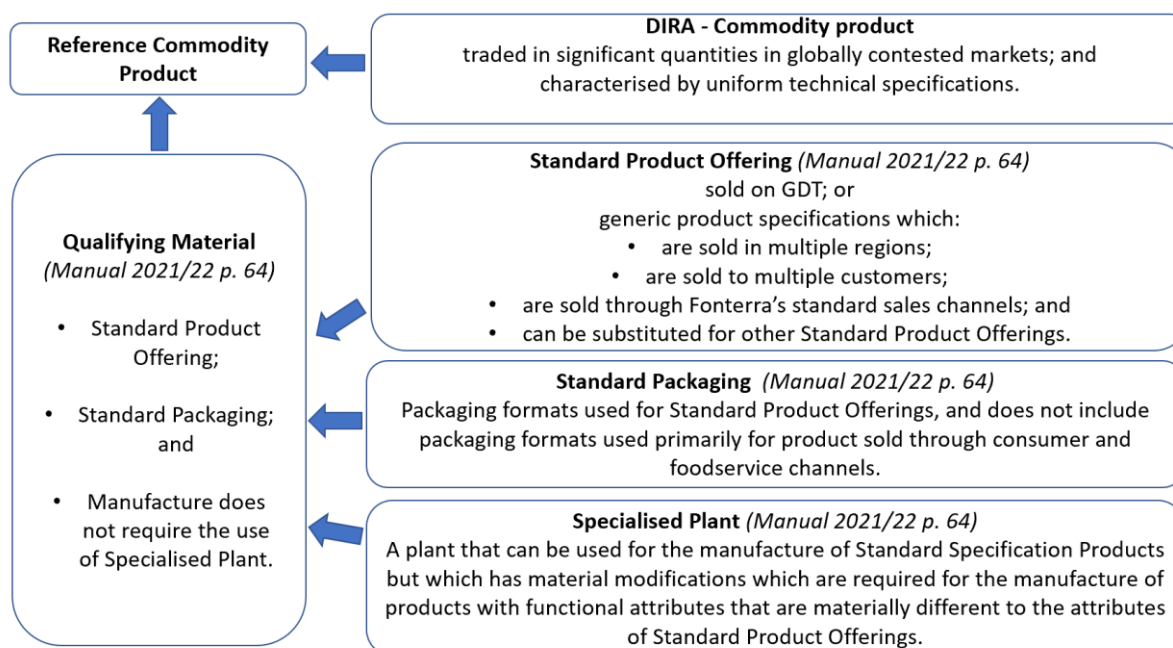 Reference Commodity
Product
DIRA - Commodity product
traded in significant quantities in globally contested markets; and
characterised by uniform technical specifications.
Qualifying Material
(Manual 2021/22 p. 64)
• Standard Product
Offering;
• Standard Packaging;
and
• Manufacture does
not require the use
of Specialised Plant.
Standard Product Offering (Manual 2021/22 p. 64)
sold on GDT; or
generic product specifications which:
• are sold in multiple regions;
• are sold to multiple customers;
• are sold through Fonterra's standard sales channels; and
• can be substituted for other Standard Product Offerings.
Standard Packaging (Manual 2021/22 p. 64)
Packaging formats used for Standard Product Offerings, and does not include
packaging formats used primarily for product sold through consumer and
foodservice channels.
Specialised Plant (Manual 2021/22 p. 64)
A plant that can be used for the manufacture of Standard Specification Products
but which has material modifications which are required for the manufacture of
products with functional attributes that are materially different to the attributes
of Standard Product Offerings.